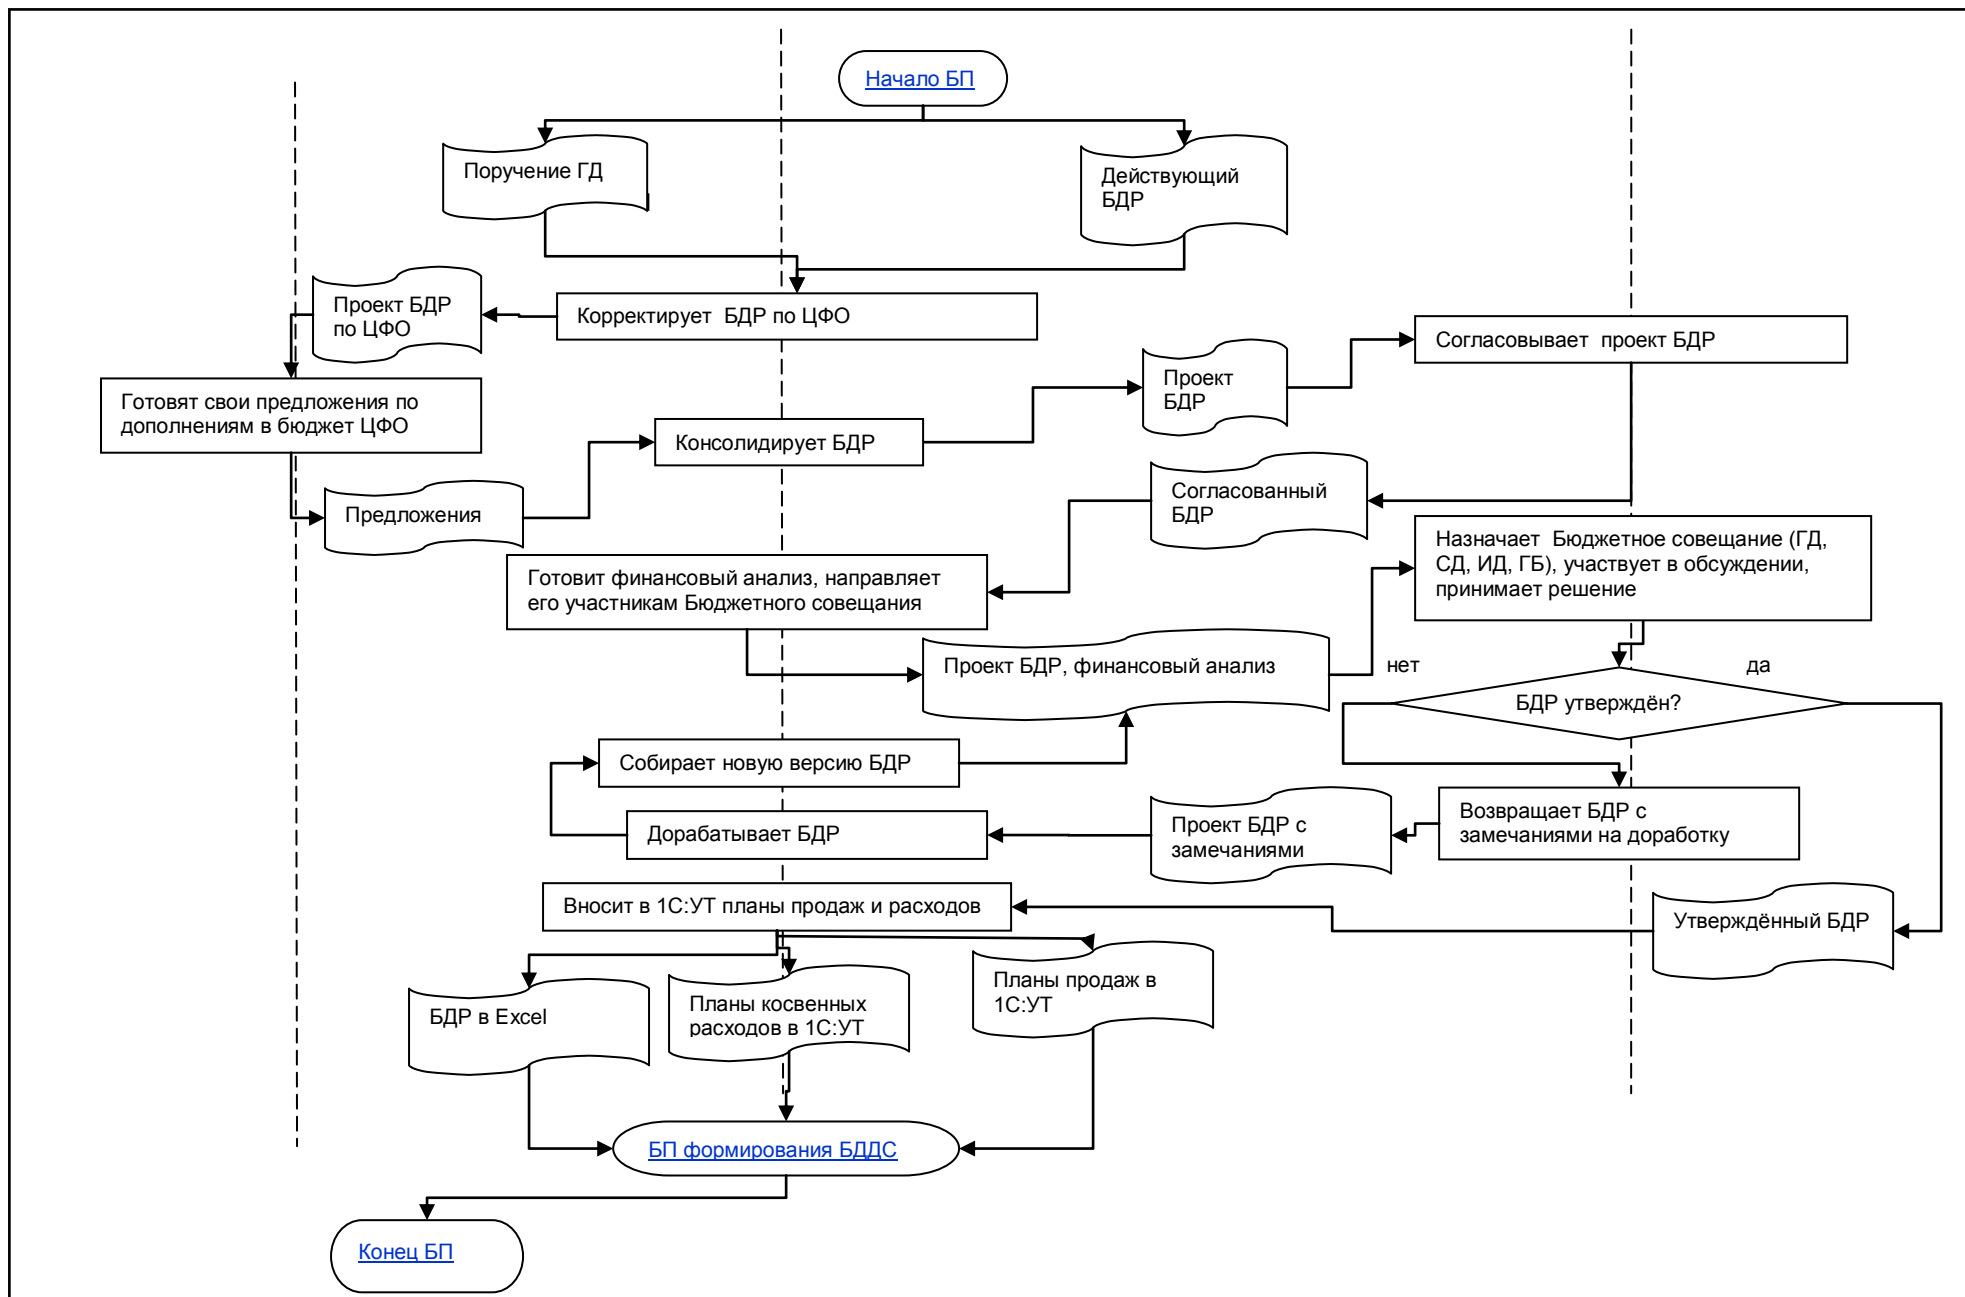 Начало БП
Поручение ГД
Действующий
БДР
Проект БДР
по ЦФО
Корректирует  БДР по ЦФО
Согласовывает  проект БДР
Проект
БДР
Готовят свои предложения по
дополнениям в бюджет ЦФО
Консолидирует БДР
Согласованный
БДР
Предложения
Назначает  Бюджетное совещание (ГД,
СД, ИД, ГБ), участвует в обсуждении,
принимает решение
Готовит финансовый анализ, направляет
его участникам Бюджетного совещания
Проект БДР, финансовый анализ
нет
да
БДР утверждён?
Собирает новую версию БДР
Возвращает БДР с
замечаниями на доработку
Дорабатывает БДР
Проект БДР с
замечаниями
Вносит в 1С:УТ планы продаж и расходов
Утверждённый БДР
Планы продаж в
1С:УТ
Планы косвенных
расходов в 1С:УТ
БДР в Excel
БП формирования БДДС
Конец БП